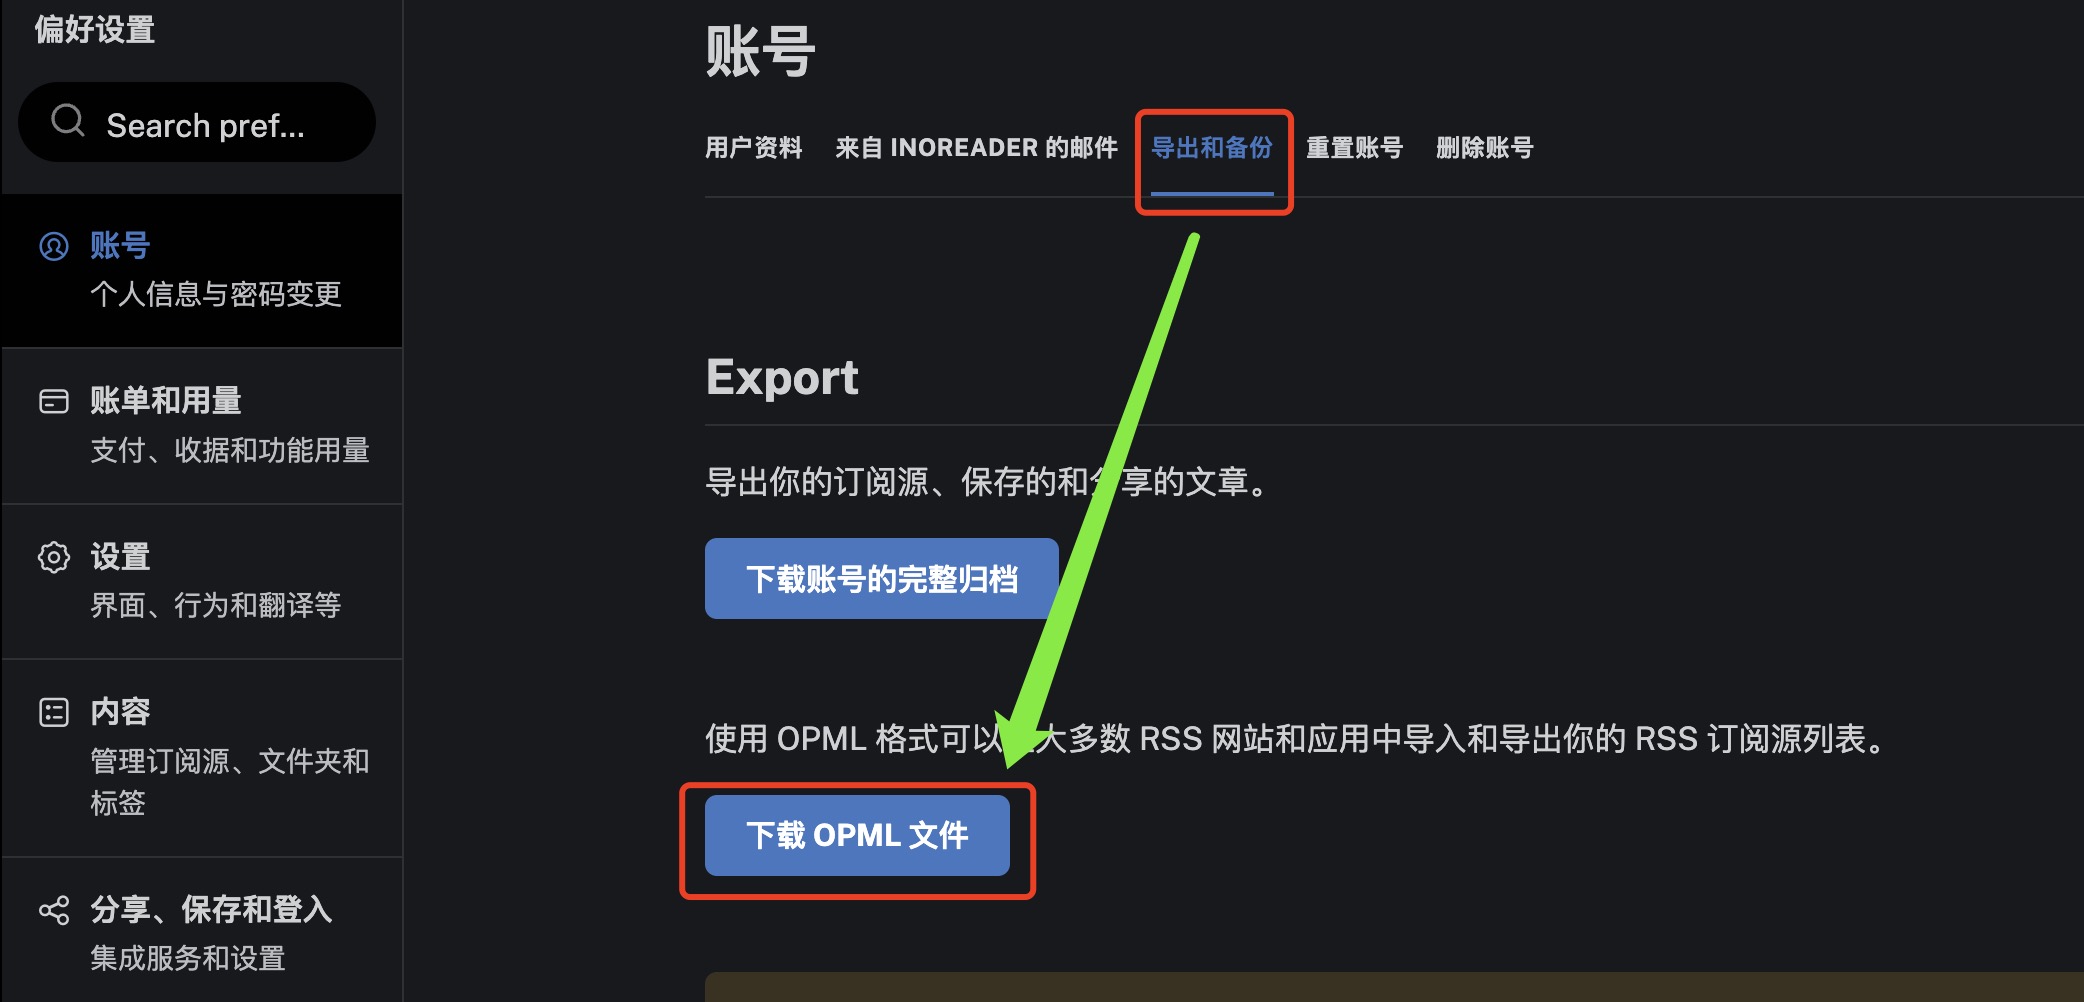 偏好设置
Search pref...
账号
个人信息与密码变更
账单和用量
支付、收据和功能用量
设置
界面、行为和翻译等
内容
管理订阅源、文件夹和
标签
分享、保存和登入
集成服务和设置
账号
用户资料 来自 INOREADER 的邮件 导出和备份 重置账号 删除账号
Export
导出你的订阅源、保存的和分享的文章。
下载账号的完整归档
使用 OPML 格式可以大多数 RSS 网站和应用中导入和导出你的 RSS 订阅源列表。
下载 OPML 文件